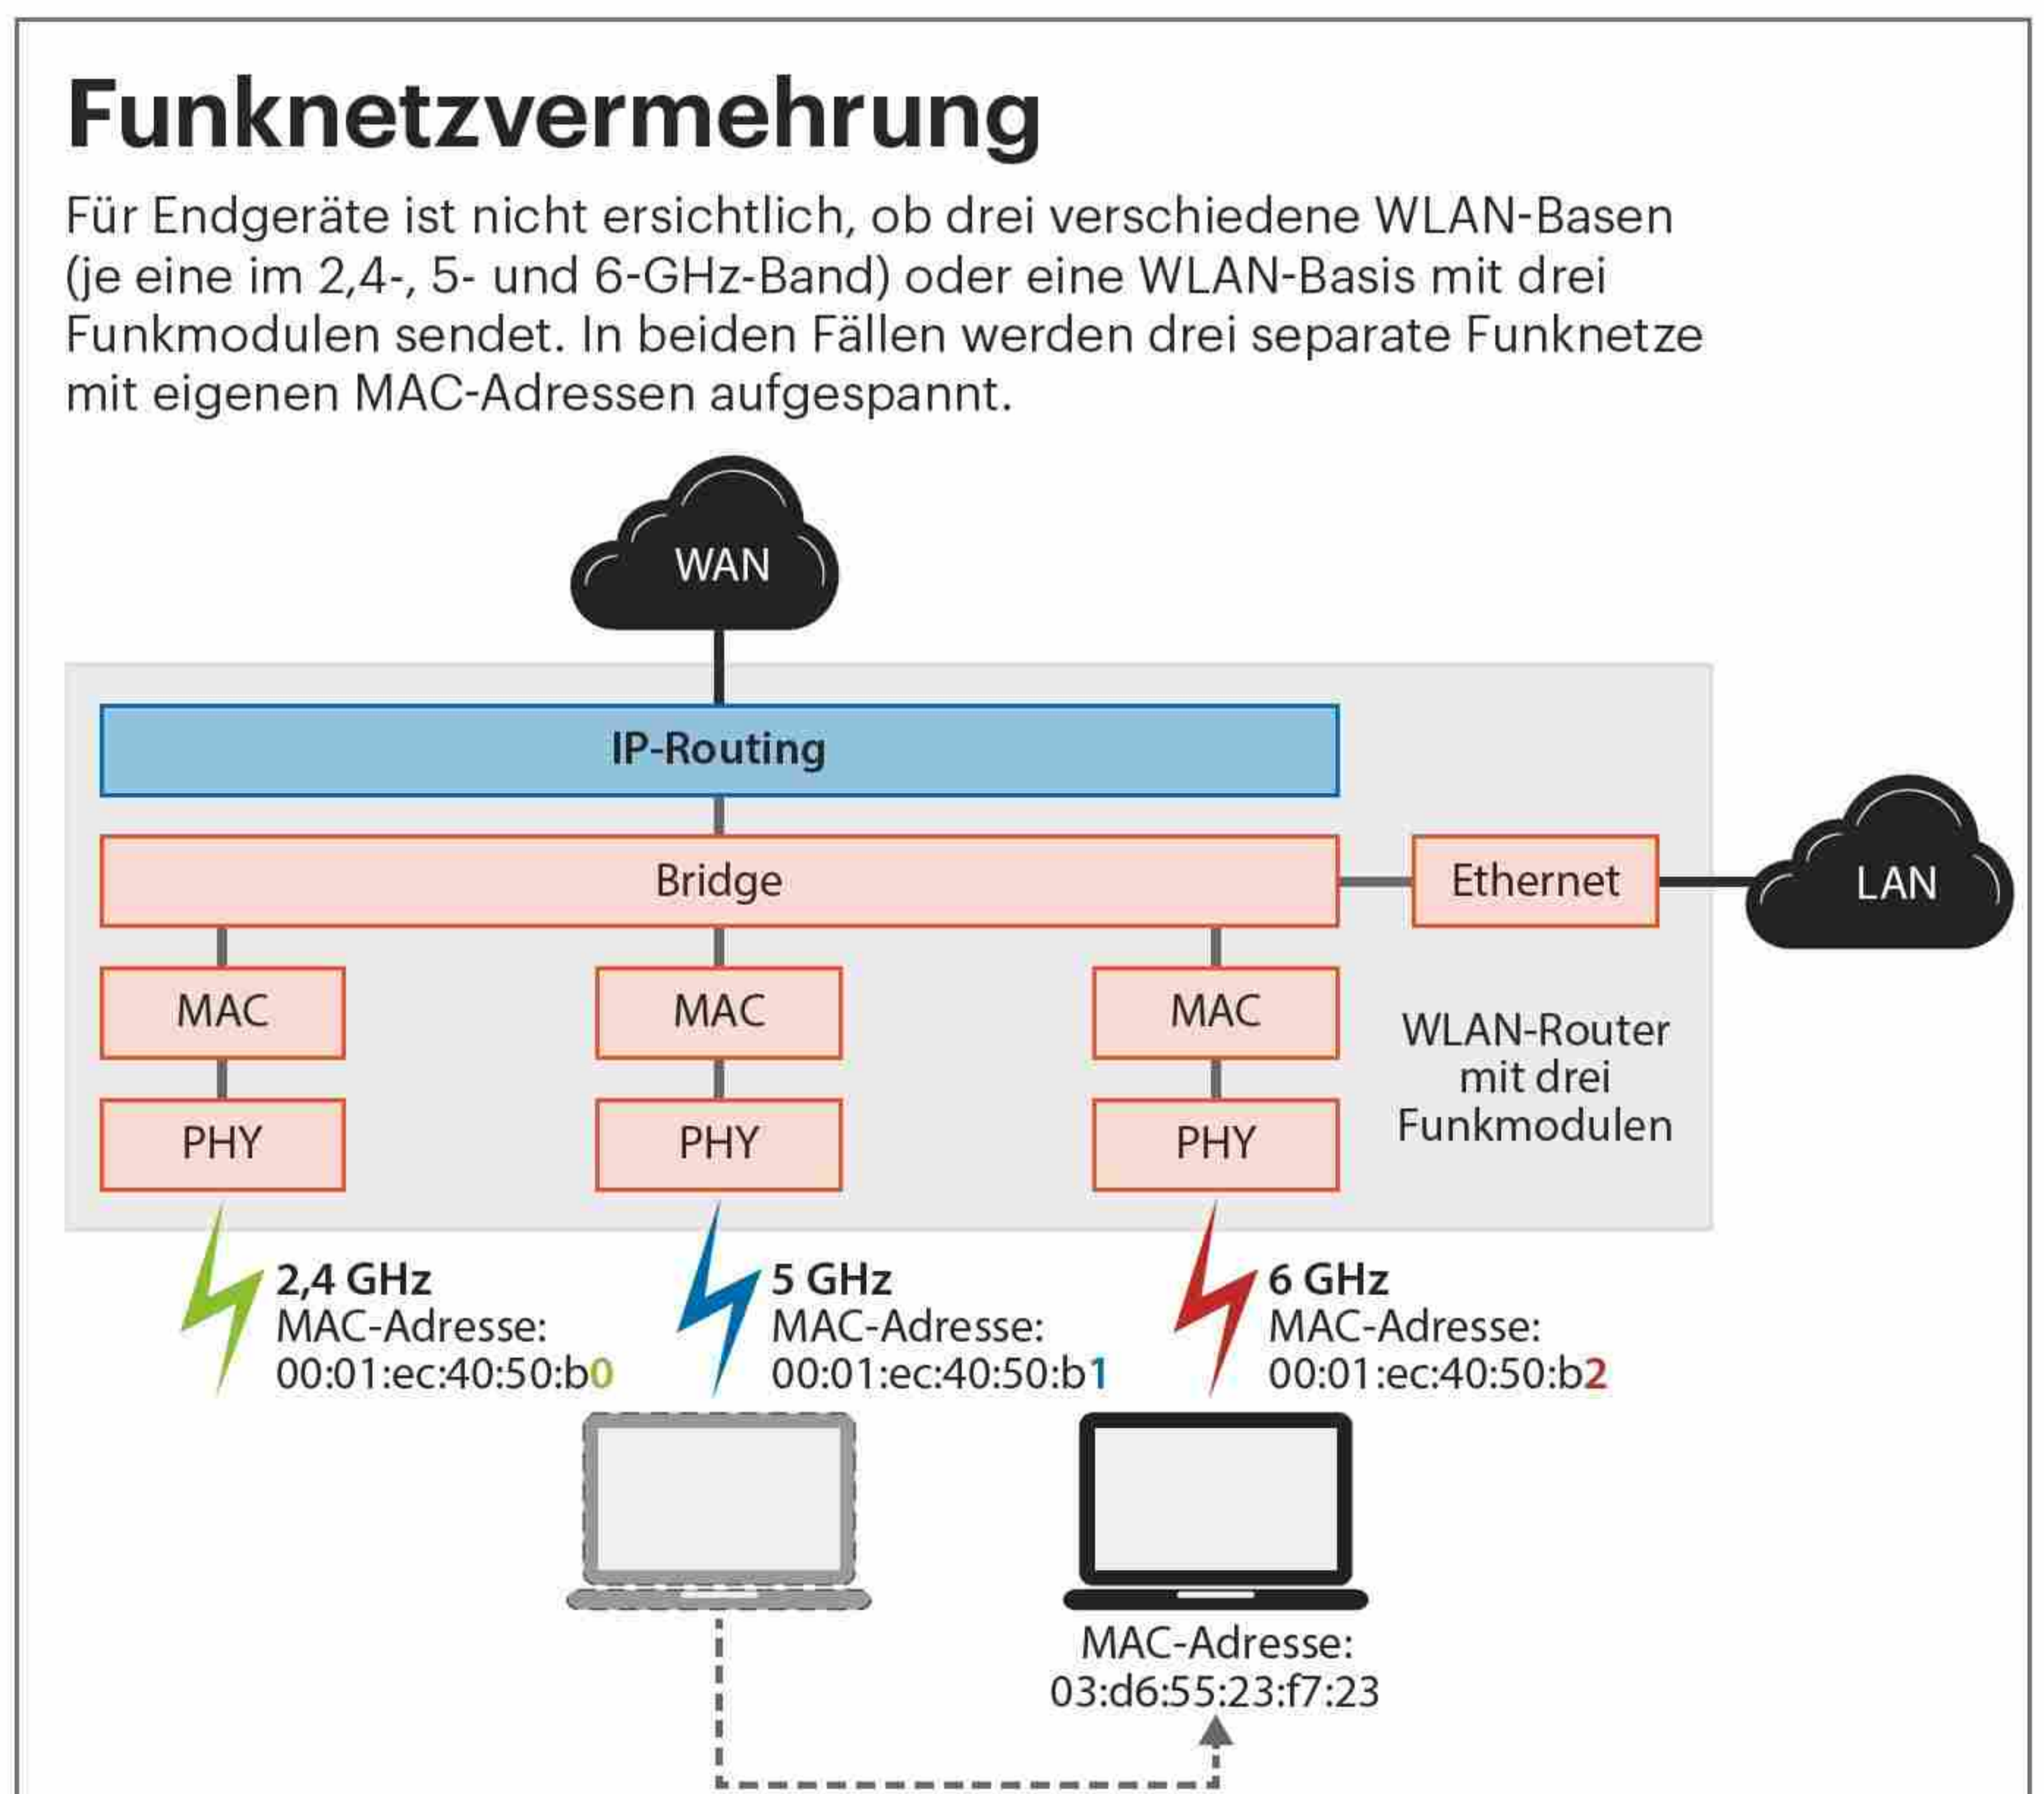 Funknetzvermehrung
Für Endgeräte ist nicht ersichtlich, ob drei verschiedene WLAN-Basen
(je eine im 2,4-, 5- und 6-GHz-Band) oder eine WLAN-Basis mit drei
Funkmodulen sendet. In beiden Fällen werden drei separate Funknetze
mit eigenen MAC-Adressen aufgespannt.
WAN
IP-Routing
Bridge
Ethernet
LAN
MAC
MAC
MAC
PHY
PHY
PHY
WLAN-Router
mit drei
Funkmodulen
2,4 GHz
MAC-Adresse:
00:01:ec:40:50:b0
5 GHz
MAC-Adresse:
00:01:ec:40:50:b1
6 GHz
MAC-Adresse:
00:01:ec:40:50:b2
MAC-Adresse:
03:d6:55:23:f7:23